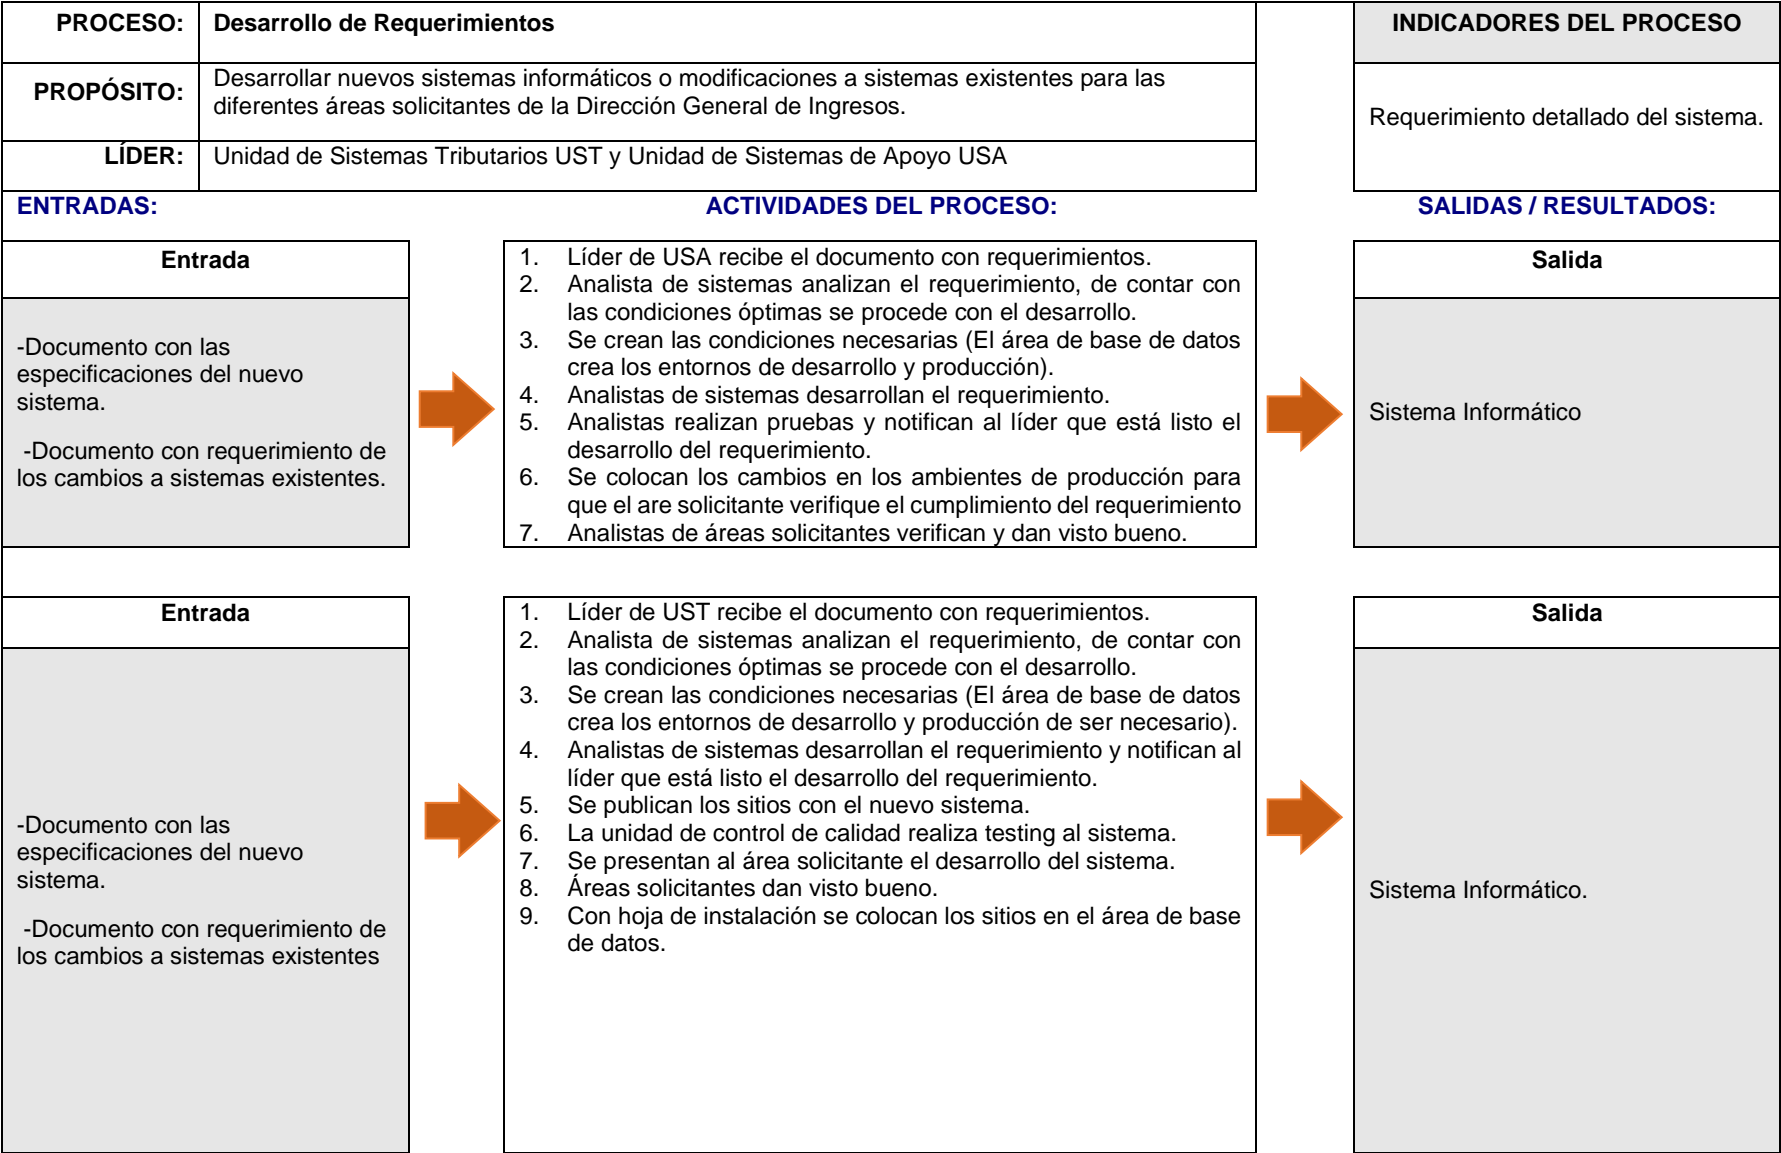 PROCESO: Desarrollo de Requerimientos
INDICADORES DEL PROCESO
PROPÓSITO: Desarrollar nuevos sistemas informáticos o modificaciones a sistemas existentes para las
diferentes áreas solicitantes de la Dirección General de Ingresos.
Requerimiento detallado del sistema.
LÍDER: Unidad de Sistemas Tributarios UST y Unidad de Sistemas de Apoyo USA
ENTRADAS:
ACTIVIDADES DEL PROCESO:
SALIDAS / RESULTADOS:
Entrada
-Documento con las
especificaciones del nuevo
sistema.
-Documento con requerimiento de
los cambios a sistemas existentes.
1. Líder de USA recibe el documento con requerimientos.
2. Analista de sistemas analizan el requerimiento, de contar con
las condiciones óptimas se procede con el desarrollo.
3. Se crean las condiciones necesarias (El área de base de datos
crea los entornos de desarrollo y producción).
4. Analistas de sistemas desarrollan el requerimiento.
5. Analistas realizan pruebas y notifican al líder que está listo el
desarrollo del requerimiento.
6. Se colocan los cambios en los ambientes de producción para
que el are solicitante verifique el cumplimiento del requerimiento
7. Analistas de áreas solicitantes verifican y dan visto bueno.
Salida
Sistema Informático
Entrada
-Documento con las
especificaciones del nuevo
sistema.
-Documento con requerimiento de
los cambios a sistemas existentes
1. Líder de UST recibe el documento con requerimientos.
2. Analista de sistemas analizan el requerimiento, de contar con
las condiciones óptimas se procede con el desarrollo.
3. Se crean las condiciones necesarias (El área de base de datos
crea los entornos de desarrollo y producción de ser necesario).
4. Analistas de sistemas desarrollan el requerimiento y notifican al
líder que está listo el desarrollo del requerimiento.
5. Se publican los sitios con el nuevo sistema.
6. La unidad de control de calidad realiza testing al sistema.
7. Se presentan al área solicitante el desarrollo del sistema.
8. Áreas solicitantes dan visto bueno.
9. Con hoja de instalación se colocan los sitios en el área de base
de datos.
Salida
Sistema Informático.